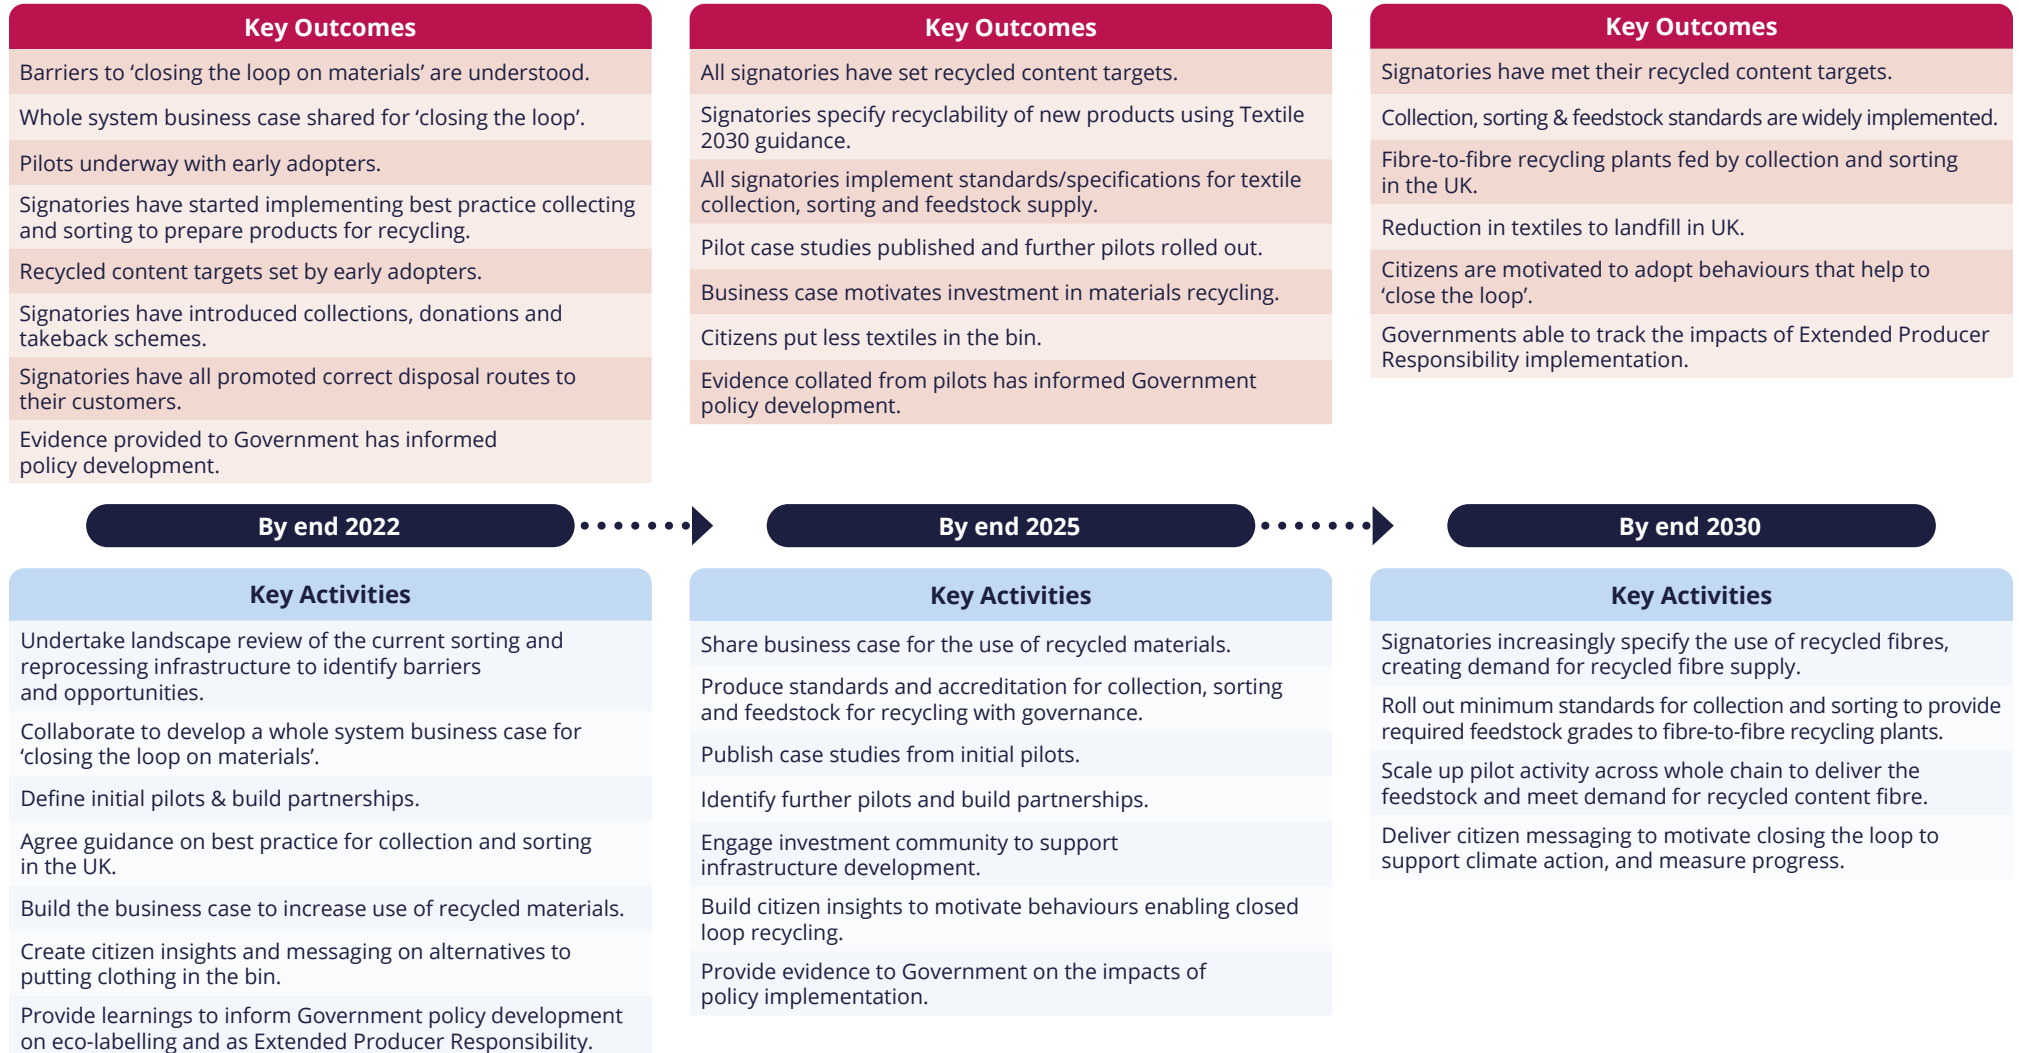 Key Outcomes
Barriers to ‘closing the loop on materials’ are understood.
Whole system business case shared for ‘closing the loop’.
Pilots underway with early adopters.
Signatories have started implementing best practice collecting
and sorting to prepare products for recycling.
Recycled content targets set by early adopters.
Signatories have introduced collections, donations and
takeback schemes.
Signatories have all promoted correct disposal routes to
their customers.
Evidence provided to Government has informed
policy development.
Key Outcomes
All signatories have set recycled content targets.
Signatories specify recyclability of new products using Textile
2030 guidance.
All signatories implement standards/specifications for textile
collection, sorting and feedstock supply.
Pilot case studies published and further pilots rolled out.
Business case motivates investment in materials recycling.
Citizens put less textiles in the bin.
Evidence collated from pilots has informed Government
policy development.
Key Outcomes
Signatories have met their recycled content targets.
Collection, sorting & feedstock standards are widely implemented.
Fibre-to-fibre recycling plants fed by collection and sorting
in the UK.
Reduction in textiles to landfill in UK.
Citizens are motivated to adopt behaviours that help to
‘close the loop’.
Governments able to track the impacts of Extended Producer
Responsibility implementation.
By end 2022
By end 2025
By end 2030
Key Activities
Undertake landscape review of the current sorting and
reprocessing infrastructure to identify barriers
and opportunities.
Collaborate to develop a whole system business case for
‘closing the loop on materials’.
Define initial pilots & build partnerships.
Agree guidance on best practice for collection and sorting
in the UK.
Build the business case to increase use of recycled materials.
Create citizen insights and messaging on alternatives to
putting clothing in the bin.
Provide learnings to inform Government policy development
on eco-labelling and as Extended Producer Responsibility.
Key Activities
Share business case for the use of recycled materials.
Produce standards and accreditation for collection, sorting
and feedstock for recycling with governance.
Publish case studies from initial pilots.
Identify further pilots and build partnerships.
Engage investment community to support
infrastructure development.
Build citizen insights to motivate behaviours enabling closed
loop recycling.
Provide evidence to Government on the impacts of
policy implementation.
Key Activities
Signatories increasingly specify the use of recycled fibres,
creating demand for recycled fibre supply.
Roll out minimum standards for collection and sorting to provide
required feedstock grades to fibre-to-fibre recycling plants.
Scale up pilot activity across whole chain to deliver the
feedstock and meet demand for recycled content fibre.
Deliver citizen messaging to motivate closing the loop to
support climate action, and measure progress.